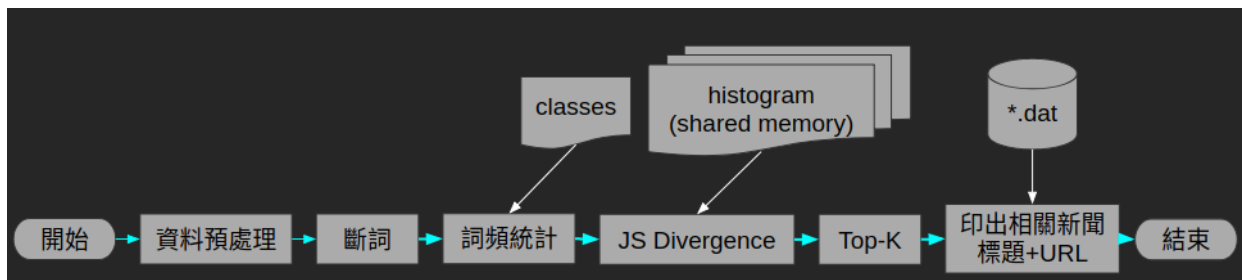 classes
histogram
(shared memory)
*.dat
開始
資料預處理
斷詞
詞頻統計
JS Divergence
Top-K
印出相關新聞
標題+URL
結束